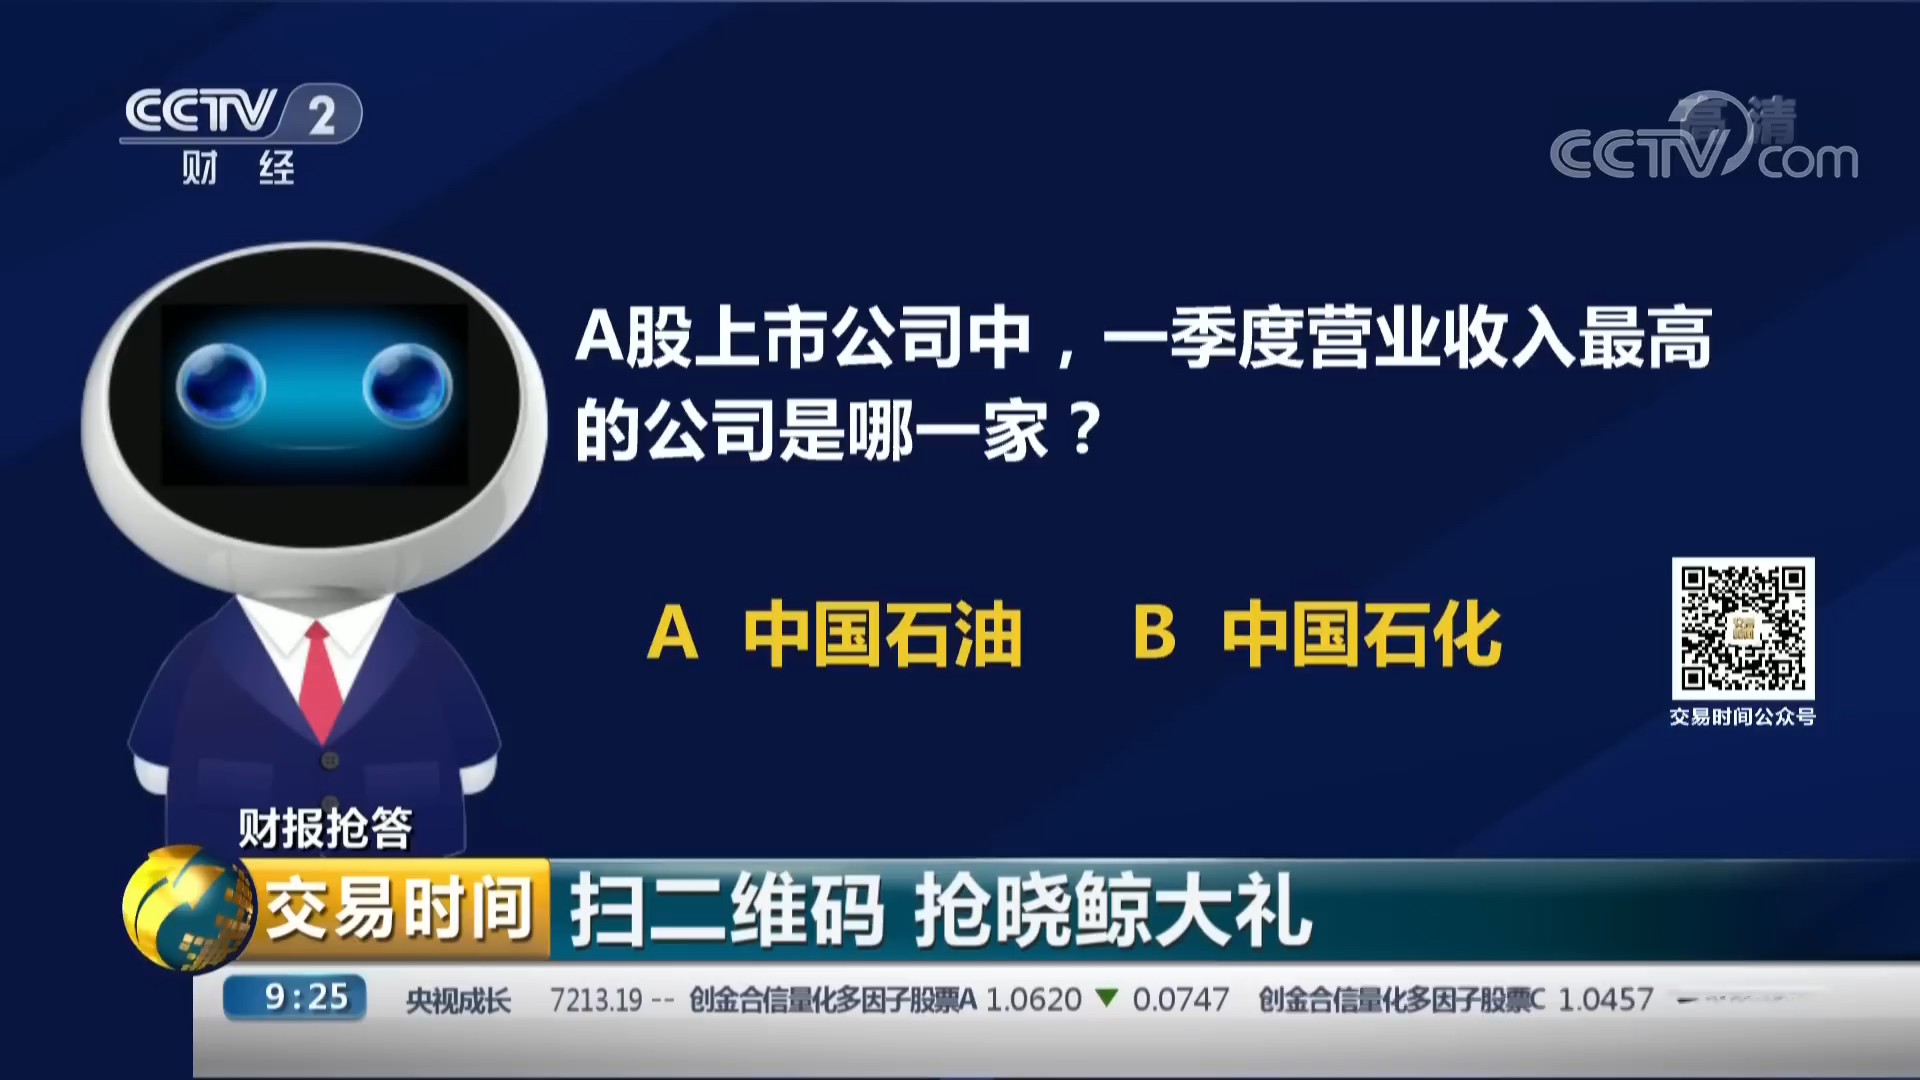 CCTV 2
财 经
高清
CCTV com
A股上市公司中，一季度营业收入最高
的公司是哪一家？
A 中国石油 B 中国石化
交易时间公众号
财报抢答
交易时间 扫二维码 抢晓鲸大礼
9:25 央视成长 7213.19 -- 创金合信量化多因子股票A 1.0620 ▼ 0.0747 创金合信量化多因子股票C 1.0457